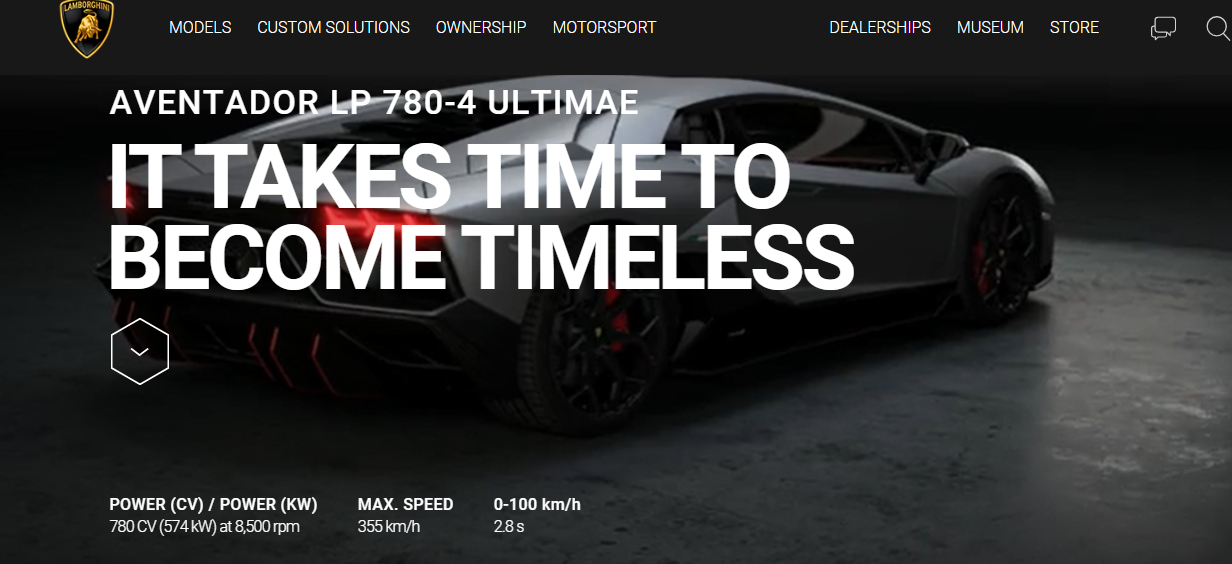 LAMBORGHINI
MODELS CUSTOM SOLUTIONS OWNERSHIP MOTORSPORT DEALERSHIPS MUSEUM STORE
AVENTADOR LP 780-4 ULTIMAE
IT TAKES TIME TO
BECOME TIMELESS
POWER (CV) / POWER (KW) MAX. SPEED 0-100 km/h
780 CV (574 kW) at 8,500 rpm 355 km/h 2.8 s